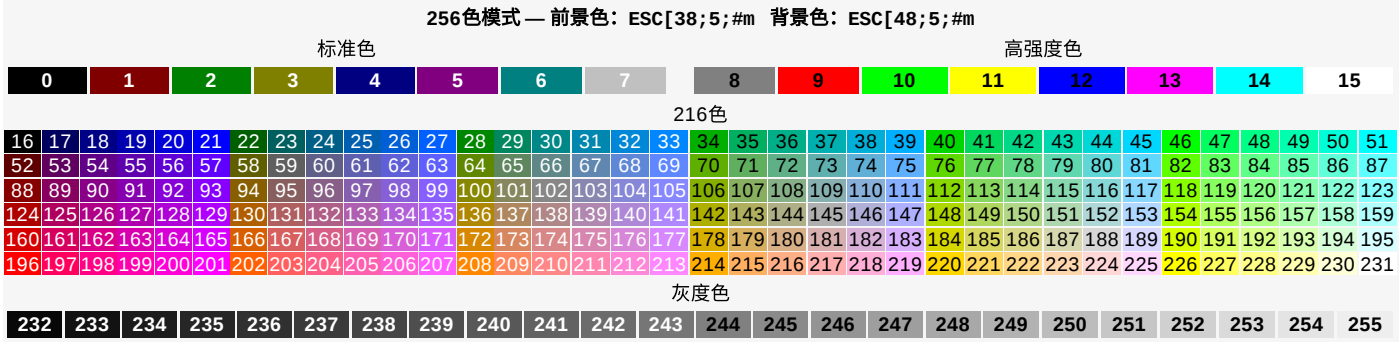 256色模式 — 前景色：ESC[38;5;#m 背景色：ESC[48;5;#m
标准色 高强度色
0 1 2 3 4 5 6 7 8 9 10 11 12 13 14 15
216色
16 17 18 19 20 21 22 23 24 25 26 27 28 29 30 31 32 33 34 35 36 37 38 39 40 41 42 43 44 45 46 47 48 49 50 51
52 53 54 55 56 57 58 59 60 61 62 63 64 65 66 67 68 69 70 71 72 73 74 75 76 77 78 79 80 81 82 83 84 85 86 87
88 89 90 91 92 93 94 95 96 97 98 99 100 101 102 103 104 105 106 107 108 109 110 111 112 113 114 115 116 117 118 119 120 121 122 123
124 125 126 127 128 129 130 131 132 133 134 135 136 137 138 139 140 141 142 143 144 145 146 147 148 149 150 151 152 153 154 155 156 157 158 159
160 161 162 163 164 165 166 167 168 169 170 171 172 173 174 175 176 177 178 179 180 181 182 183 184 185 186 187 188 189 190 191 192 193 194 195
196 197 198 199 200 201 202 203 204 205 206 207 208 209 210 211 212 213 214 215 216 217 218 219 220 221 222 223 224 225 226 227 228 229 230 231
灰度色
232 233 234 235 236 237 238 239 240 241 242 243 244 245 246 247 248 249 250 251 252 253 254 255